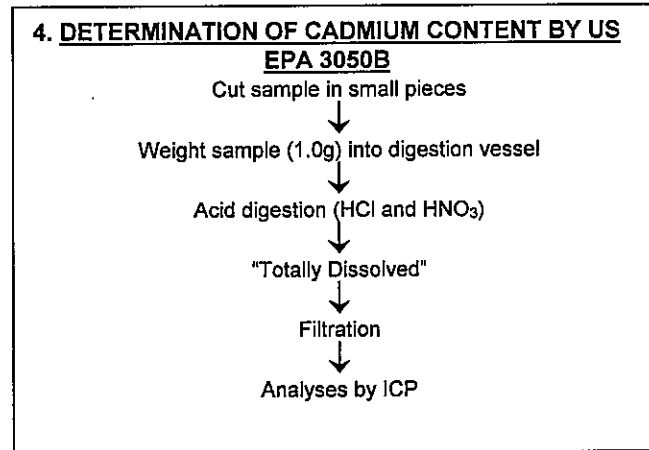 4. DETERMINATION OF CADMIUM CONTENT BY US
EPA 3050B
Cut sample in small pieces
Weight sample (1.0g) into digestion vessel
Acid digestion (HCl and HNO₃)
"Totally Dissolved"
Filtration
Analyses by ICP